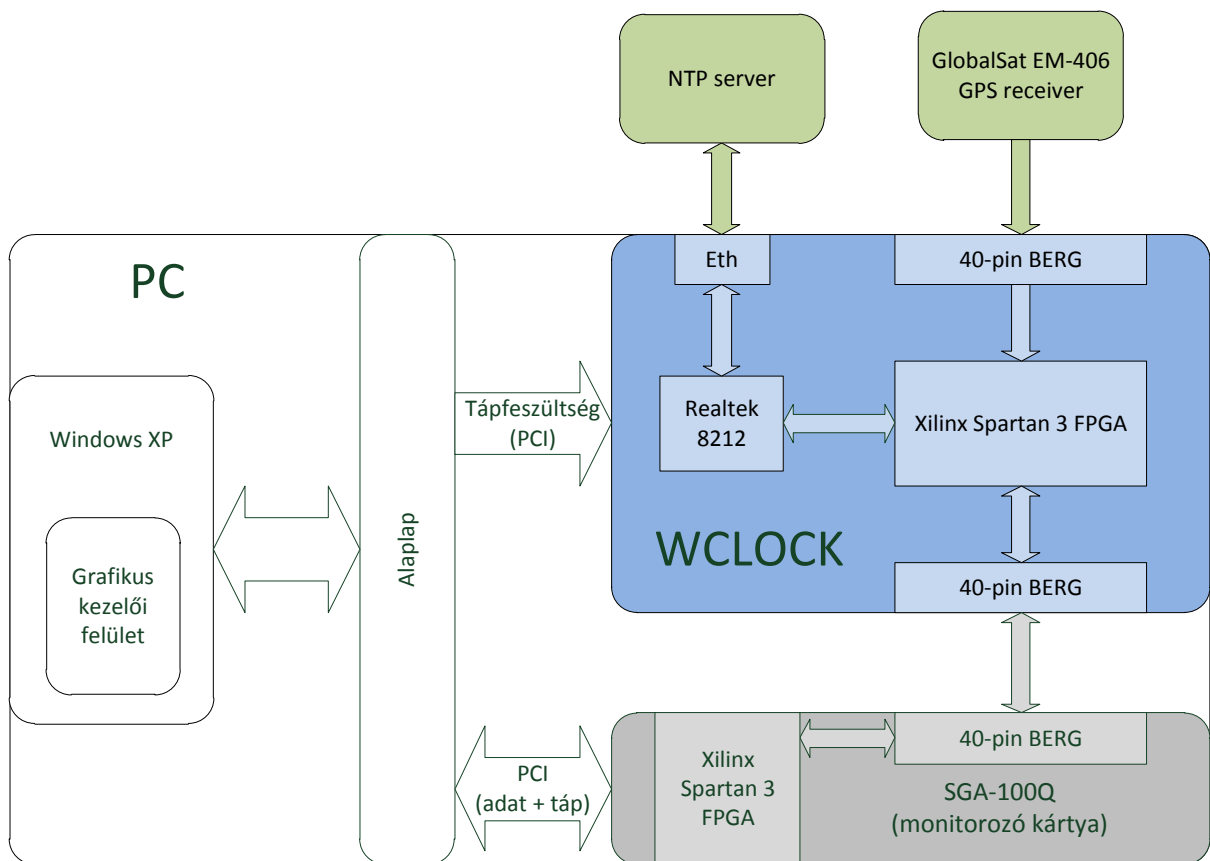 NTP server
GlobalSat EM-406
GPS receiver
PC
Eth
40-pin BERG
Windows XP
Tápfeszültség
(PCI)
Realtek
8212
Xilinx Spartan 3 FPGA
Grafikus
kezelői
felület
Alaplap
WCLOCK
40-pin BERG
PCI
(adat + táp)
Xilinx
Spartan 3
FPGA
40-pin BERG
SGA-100Q
(monitorozó kártya)